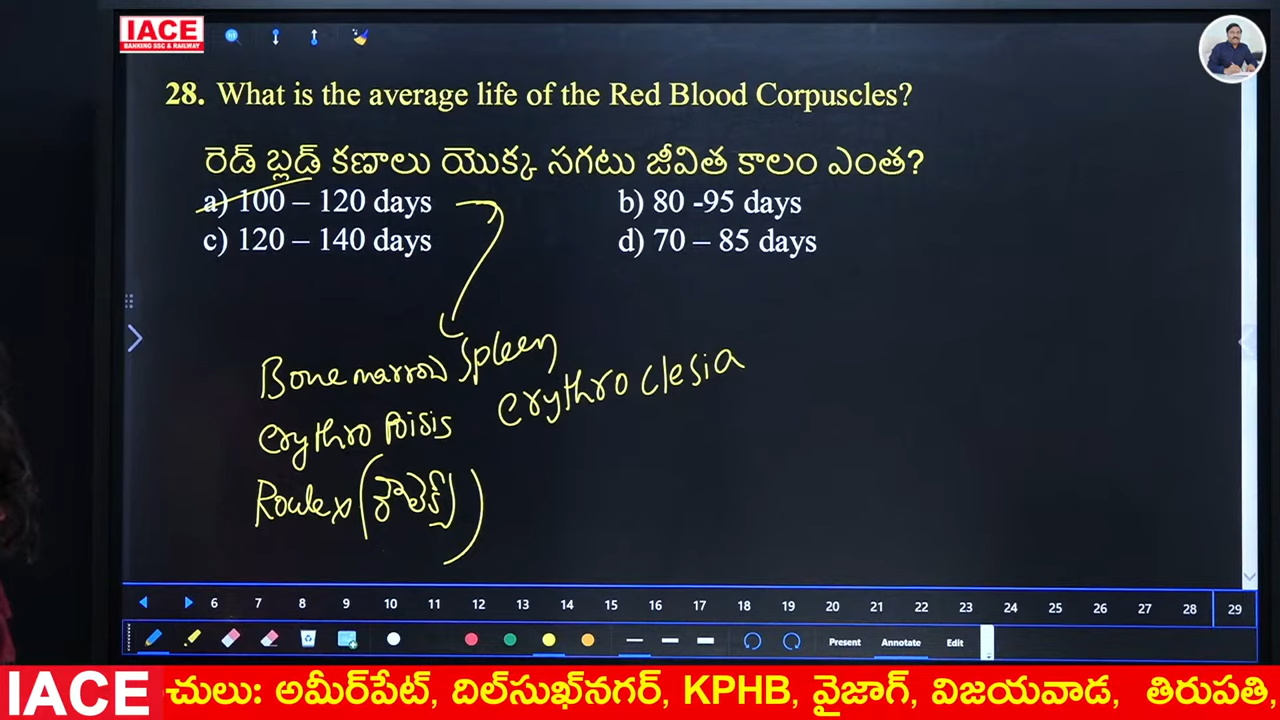 IACE
BANKING SSC & RAILWAY
28. What is the average life of the Red Blood Corpuscles?
రెడ్ బ్లడ్ కణాలు యొక్క సగటు జీవిత కాలం ఎంత?
a) 100 – 120 days b) 80 -95 days
c) 120 – 140 days d) 70 – 85 days
Bone marrow Spleen
erythro Poisis erythro clesia
Roulex (రౌలెక్స్)
6 7 8 9 10 11 12 13 14 15 16 17 18 19 20 21 22 23 24 25 26 27 28 29
Present Annotate Edit
IACE చులు: అమీర్‌పేట్, దిల్‌సుఖ్‌నగర్, KPHB, వైజాగ్, విజయవాడ, తిరుపతి,